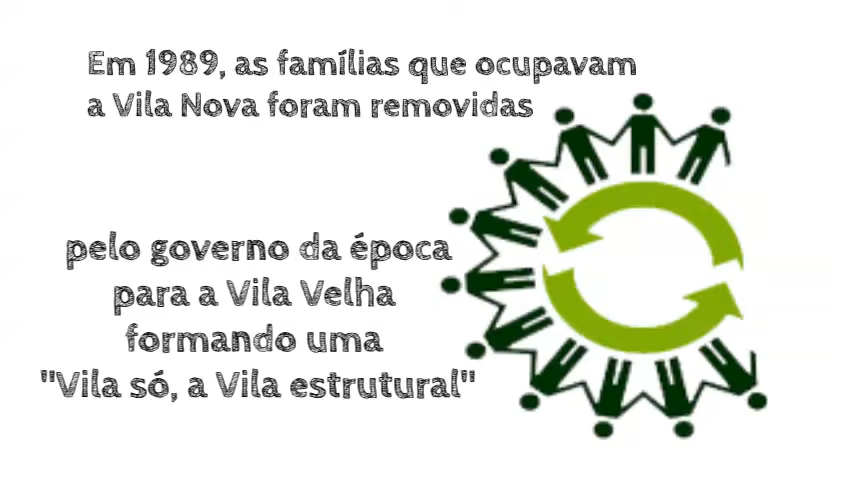 Em 1989, as famílias que ocupavam
a Vila Nova foram removidas
pelo governo da época
para a Vila Velha
formando uma
"Vila só, a Vila estrutural"